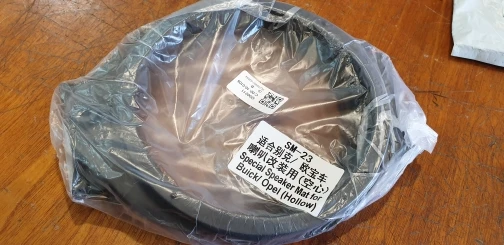 SM-23
适合别克／欧宝车
喇叭改装用(空心)
Special Speaker Mat for
Buick/ Opel (Hollow)